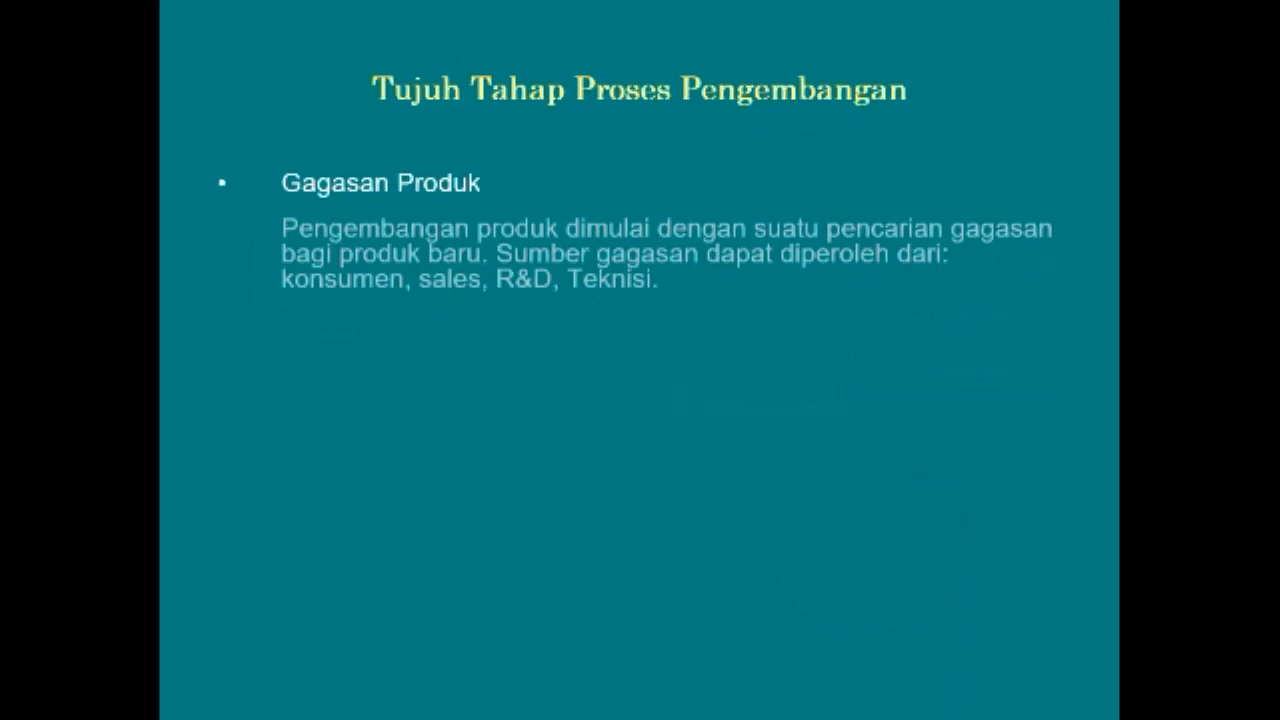 Tujuh Tahap Proses Pengembangan
• Gagasan Produk
Pengembangan produk dimulai dengan suatu pencarian gagasan
bagi produk baru. Sumber gagasan dapat diperoleh dari:
konsumen, sales, R&D, Teknisi.